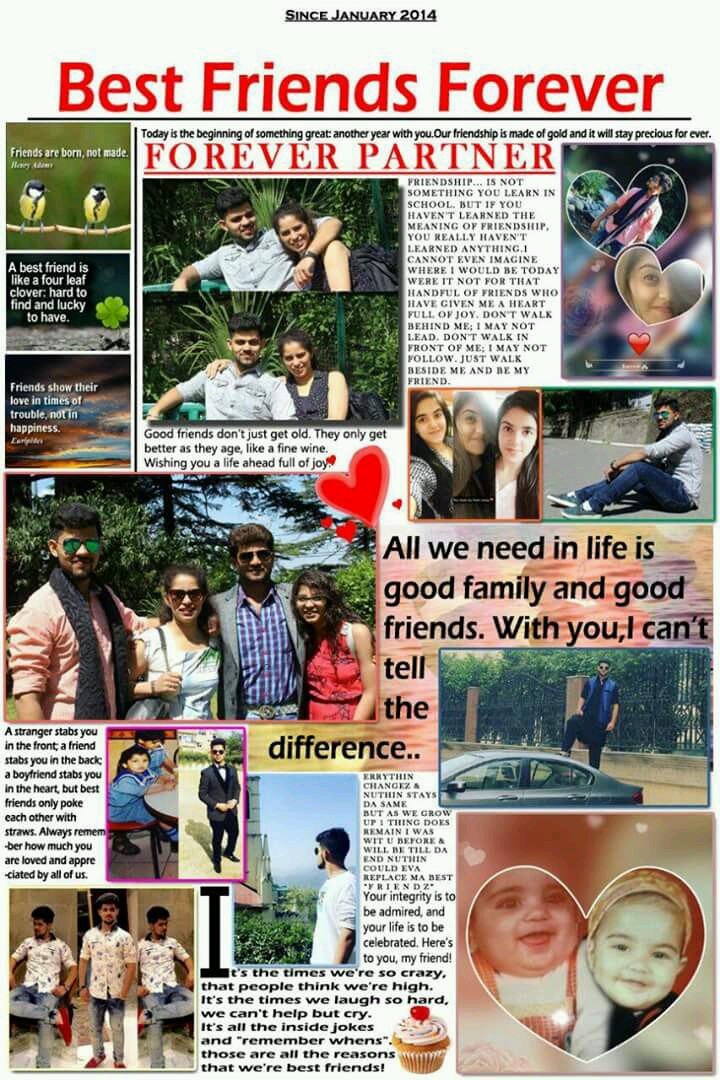 SINCE JANUARY 2014
Best Friends Forever
Today is the beginning of something great: another year with you.Our friendship is made of gold and it will stay precious for ever.
Friends are born, not made.
Henry Adams
A best friend is
like a four leaf
clover: hard to
find and lucky
to have.
Friends show their
love in times of
trouble, not in
happiness.
Euripides
FOREVER PARTNER
FRIENDSHIP... IS NOT
SOMETHING YOU LEARN IN
SCHOOL. BUT IF YOU
HAVEN'T LEARNED THE
MEANING OF FRIENDSHIP,
YOU REALLY HAVEN'T
LEARNED ANYTHING.I
CANNOT EVEN IMAGINE
WHERE I WOULD BE TODAY
WERE IT NOT FOR THAT
HANDFUL OF FRIENDS WHO
HAVE GIVEN ME A HEART
FULL OF JOY. DON'T WALK
BEHIND ME; I MAY NOT
LEAD. DON'T WALK IN
FRONT OF ME; I MAY NOT
FOLLOW. JUST WALK
BESIDE ME AND BE MY
FRIEND.
Good friends don't just get old. They only get
better as they age, like a fine wine.
Wishing you a life ahead full of joy.
All we need in life is
good family and good
friends. With you,I can't
tell
the
difference..
A stranger stabs you
in the front; a friend
stabs you in the back;
a boyfriend stabs you
in the heart, but best
friends only poke
each other with
straws. Always remem
-ber how much you
are loved and appre
-ciated by all of us.
ERRYTHIN
CHANGEZ &
NUTHIN STAYS
DA SAME
BUT AS WE GROW
UP 1 THING DOES
REMAIN I WAS
WIT U BEFORE &
WILL BE TILL DA
END NUTHIN
COULD EVA
REPLACE MA BEST
"F R I E N D Z"
Your integrity is to
be admired, and
your life is to be
celebrated. Here's
to you, my friend!
It's the times we're so crazy,
that people think we're high.
It's the times we laugh so hard,
we can't help but cry.
It's all the inside jokes
and "remember whens".
those are all the reasons
that we're best friends!